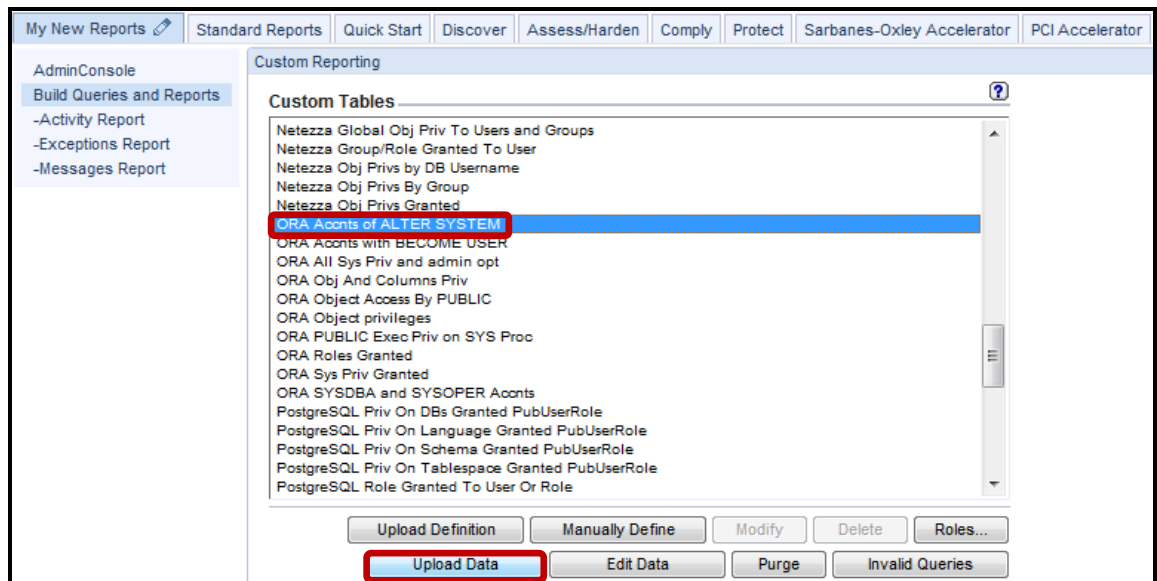 My New Reports Standard Reports Quick Start Discover Assess/Harden Comply Protect Sarbanes-Oxley Accelerator PCI Accelerator
AdminConsole
Build Queries and Reports
-Activity Report
-Exceptions Report
-Messages Report
Custom Reporting
Custom Tables ?
Netezza Global Obj Priv To Users and Groups
Netezza Group/Role Granted To User
Netezza Obj Privs by DB Username
Netezza Obj Privs By Group
Netezza Obj Privs Granted
ORA Accnts of ALTER SYSTEM
ORA Accnts with BECOME USER
ORA All Sys Priv and admin opt
ORA Obj And Columns Priv
ORA Object Access By PUBLIC
ORA Object privileges
ORA PUBLIC Exec Priv on SYS Proc
ORA Roles Granted
ORA Sys Priv Granted
ORA SYSDBA and SYSOPER Accnts
PostgreSQL Priv On DBs Granted PubUserRole
PostgreSQL Priv On Language Granted PubUserRole
PostgreSQL Priv On Schema Granted PubUserRole
PostgreSQL Priv On Tablespace Granted PubUserRole
PostgreSQL Role Granted To User Or Role
Upload Definition Manually Define Modify Delete Roles...
Upload Data Edit Data Purge Invalid Queries